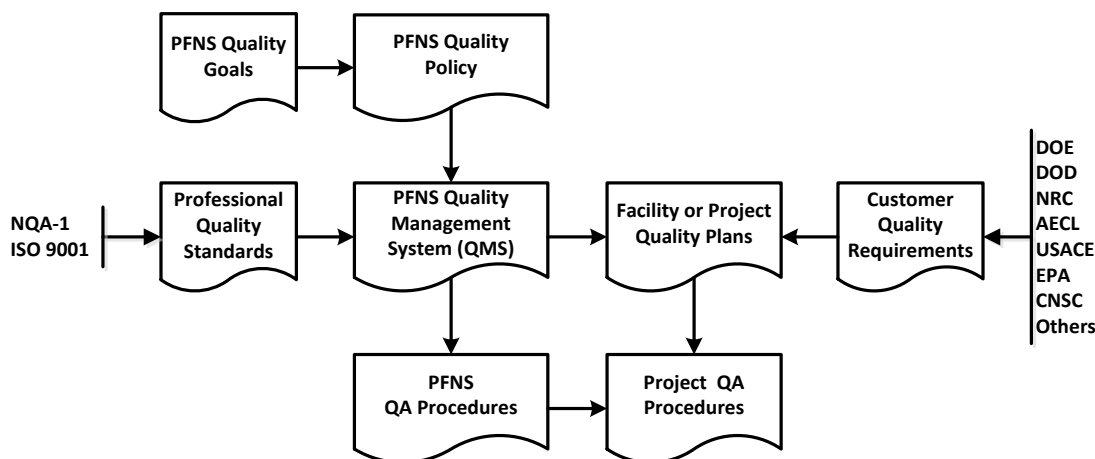 PFNS Quality
Goals
PFNS Quality
Policy
NQA-1
ISO 9001
Professional
Quality
Standards
PFNS Quality
Management
System (QMS)
Facility or Project
Quality Plans
Customer
Quality
Requirements
DOE
DOD
NRC
AECL
USACE
EPA
CNSC
Others
PFNS
QA Procedures
Project QA
Procedures